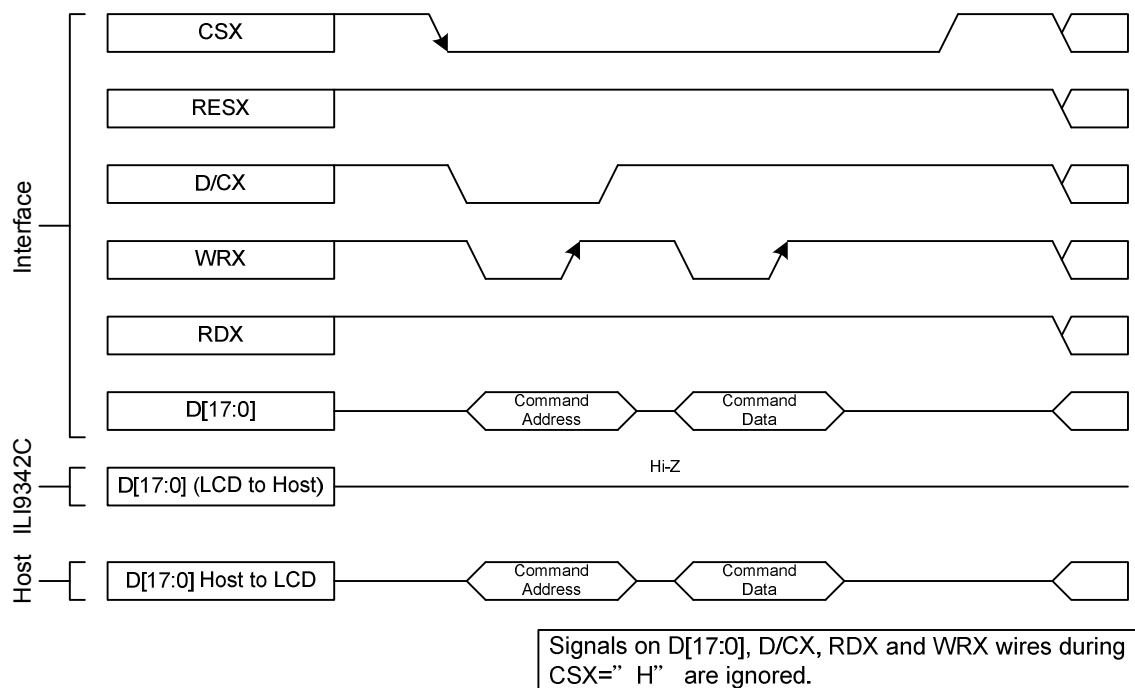 Interface
CSX
RESX
D/CX
WRX
RDX
D[17:0]
Command
Address
Command
Data
ILI9342C
D[17:0] (LCD to Host)
Hi-Z
Host
D[17:0] Host to LCD
Command
Address
Command
Data
Signals on D[17:0], D/CX, RDX and WRX wires during
CSX=” H” are ignored.